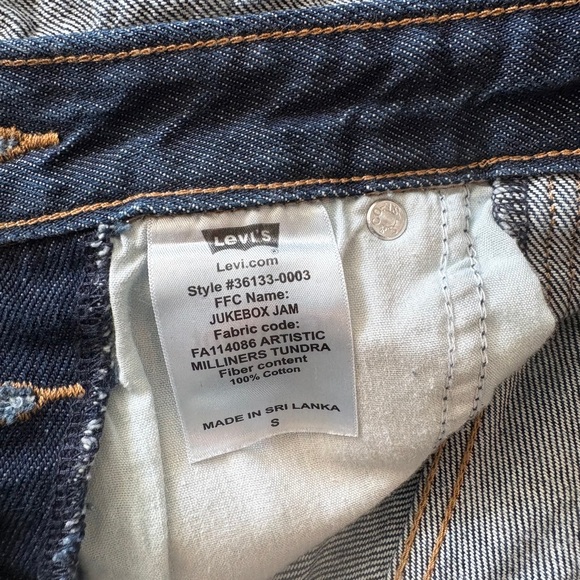 Levi's
Levi.com
Style #36133-0003
FFC Name:
JUKEBOX JAM
Fabric code:
FA114086 ARTISTIC
MILLINERS TUNDRA
Fiber content
100% Cotton
MADE IN SRI LANKA
S